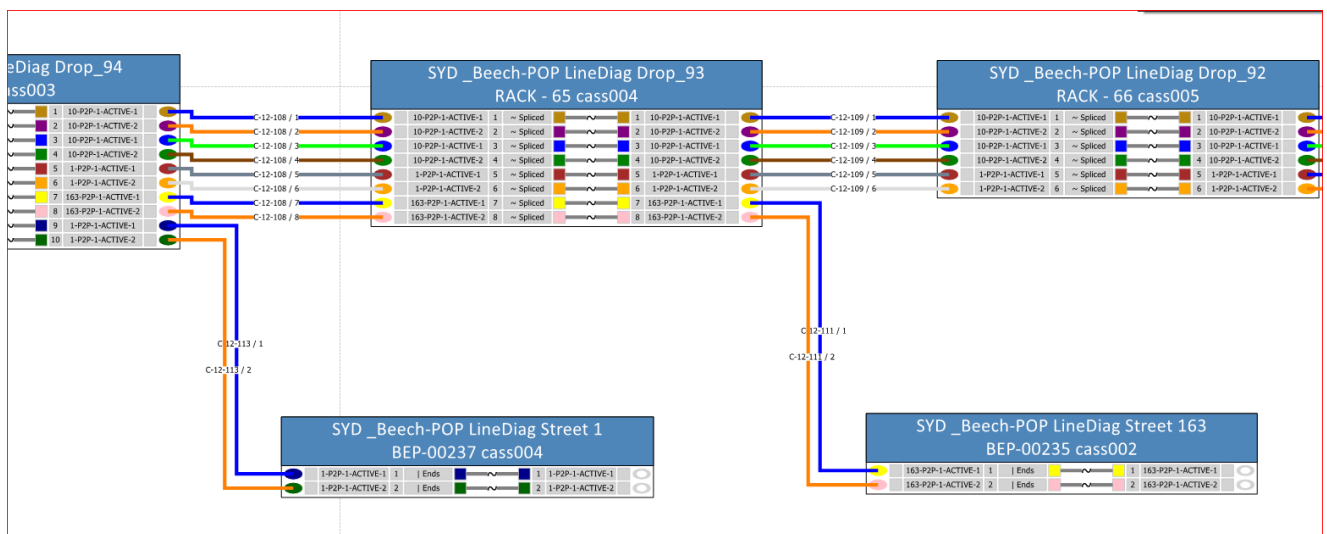 eDiag Drop_94
ass003
1 10-P2P-1-ACTIVE-1
2 10-P2P-1-ACTIVE-2
3 10-P2P-1-ACTIVE-1
4 10-P2P-1-ACTIVE-2
5 1-P2P-1-ACTIVE-1
6 1-P2P-1-ACTIVE-2
7 163-P2P-1-ACTIVE-1
8 163-P2P-1-ACTIVE-2
9 1-P2P-1-ACTIVE-1
10 1-P2P-1-ACTIVE-2
C-12-108 / 1
C-12-108 / 2
C-12-108 / 3
C-12-108 / 4
C-12-108 / 5
C-12-108 / 6
C-12-108 / 7
C-12-108 / 8
SYD _Beech-POP LineDiag Drop_93
RACK - 65 cass004
10-P2P-1-ACTIVE-1 1 ~ Spliced 1 10-P2P-1-ACTIVE-1
10-P2P-1-ACTIVE-2 2 ~ Spliced 2 10-P2P-1-ACTIVE-2
10-P2P-1-ACTIVE-1 3 ~ Spliced 3 10-P2P-1-ACTIVE-1
10-P2P-1-ACTIVE-2 4 ~ Spliced 4 10-P2P-1-ACTIVE-2
1-P2P-1-ACTIVE-1 5 ~ Spliced 5 1-P2P-1-ACTIVE-1
1-P2P-1-ACTIVE-2 6 ~ Spliced 6 1-P2P-1-ACTIVE-2
163-P2P-1-ACTIVE-1 7 ~ Spliced 7 163-P2P-1-ACTIVE-1
163-P2P-1-ACTIVE-2 8 ~ Spliced 8 163-P2P-1-ACTIVE-2
C-12-109 / 1
C-12-109 / 2
C-12-109 / 3
C-12-109 / 4
C-12-109 / 5
C-12-109 / 6
SYD _Beech-POP LineDiag Drop_92
RACK - 66 cass005
10-P2P-1-ACTIVE-1 1 ~ Spliced 1 10-P2P-1-ACTIVE-1
10-P2P-1-ACTIVE-2 2 ~ Spliced 2 10-P2P-1-ACTIVE-2
10-P2P-1-ACTIVE-1 3 ~ Spliced 3 10-P2P-1-ACTIVE-1
10-P2P-1-ACTIVE-2 4 ~ Spliced 4 10-P2P-1-ACTIVE-2
1-P2P-1-ACTIVE-1 5 ~ Spliced 5 1-P2P-1-ACTIVE-1
1-P2P-1-ACTIVE-2 6 ~ Spliced 6 1-P2P-1-ACTIVE-2
C-12-113 / 1
C-12-113 / 2
C-12-111 / 1
C-12-111 / 2
SYD _Beech-POP LineDiag Street 1
BEP-00237 cass004
1-P2P-1-ACTIVE-1 1 | Ends 1 1-P2P-1-ACTIVE-1
1-P2P-1-ACTIVE-2 2 | Ends 2 1-P2P-1-ACTIVE-2
SYD _Beech-POP LineDiag Street 163
BEP-00235 cass002
163-P2P-1-ACTIVE-1 1 | Ends 1 163-P2P-1-ACTIVE-1
163-P2P-1-ACTIVE-2 2 | Ends 2 163-P2P-1-ACTIVE-2